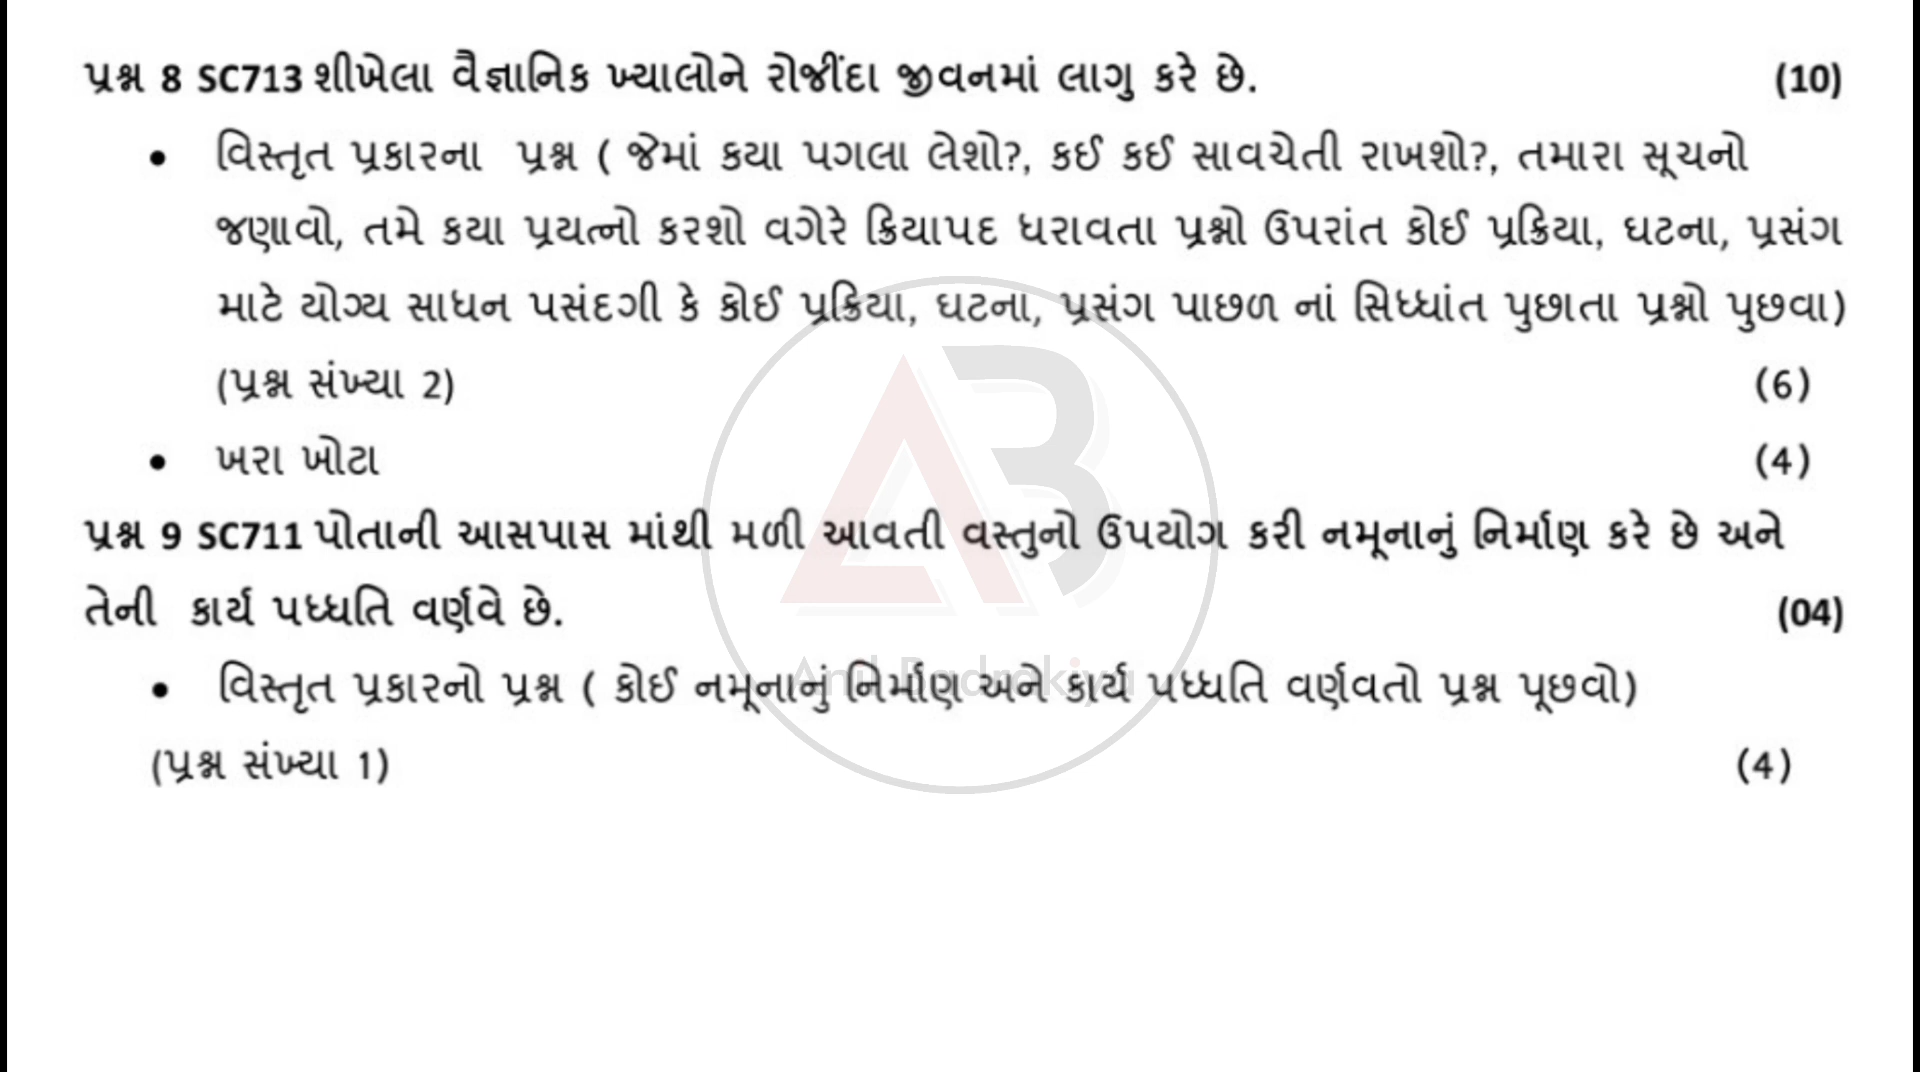 પ્રશ્ન 8 SC713 શીખેલા વૈજ્ઞાનિક ખ્યાલોને રોજીંદા જીવનમાં લાગુ કરે છે. (10)
• વિસ્તૃત પ્રકારના પ્રશ્ન ( જેમાં કયા પગલા લેશો?, કઈ કઈ સાવચેતી રાખશો?, તમારા સૂચનો
જણાવો, તમે કયા પ્રયત્નો કરશો વગેરે ક્રિયાપદ ધરાવતા પ્રશ્નો ઉપરાંત કોઈ પ્રક્રિયા, ઘટના, પ્રસંગ
માટે યોગ્ય સાધન પસંદગી કે કોઈ પ્રક્રિયા, ઘટના, પ્રસંગ પાછળ નાં સિધ્ધાંત પુછાતા પ્રશ્નો પુછવા)
(પ્રશ્ન સંખ્યા 2) (6)
• ખરા ખોટા (4)
પ્રશ્ન 9 SC711 પોતાની આસપાસ માંથી મળી આવતી વસ્તુનો ઉપયોગ કરી નમૂનાનું નિર્માણ કરે છે અને
તેની કાર્ય પધ્ધતિ વર્ણવે છે. (04)
• વિસ્તૃત પ્રકારનો પ્રશ્ન ( કોઈ નમૂનાનું નિર્માણ અને કાર્ય પધ્ધતિ વર્ણવતો પ્રશ્ન પૂછવો)
(પ્રશ્ન સંખ્યા 1) (4)
AB
Anil Badrokiya